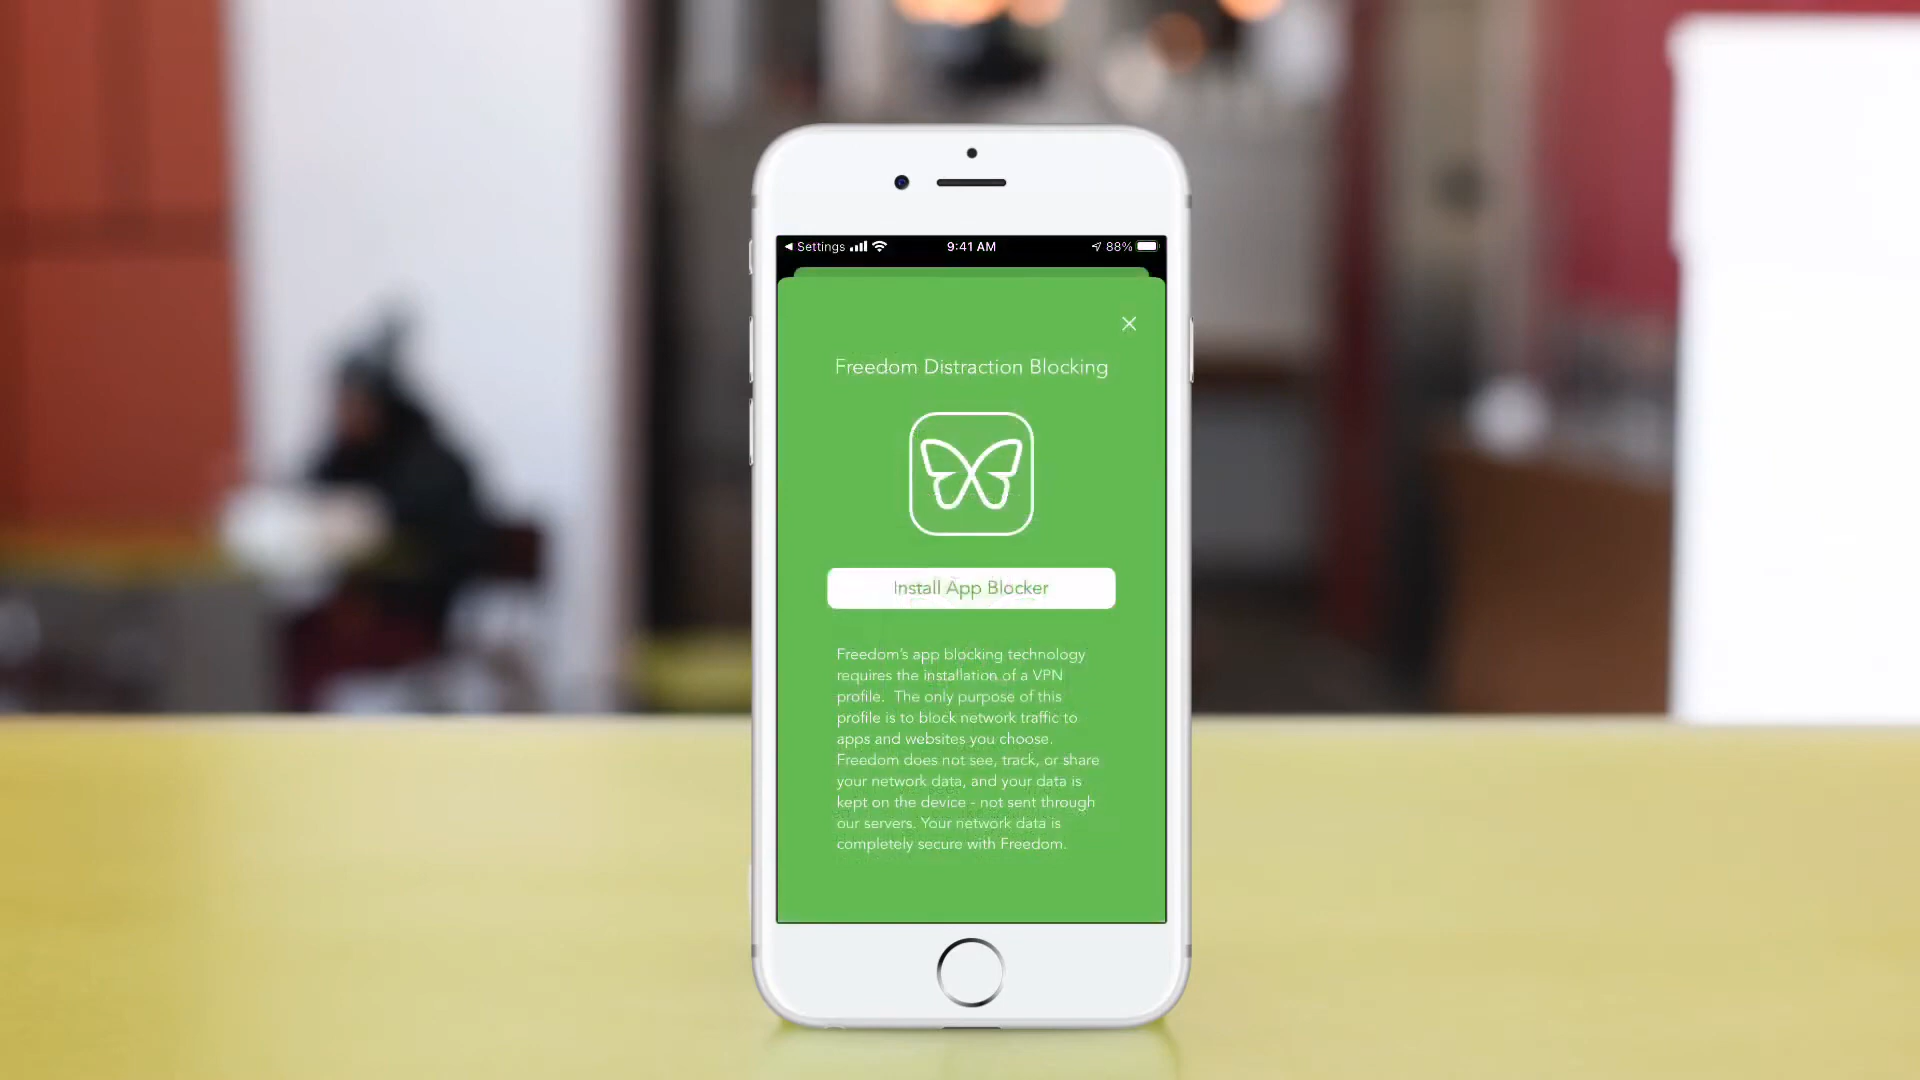 Settings 9:41 AM 88%
Freedom Distraction Blocking
Install App Blocker
Freedom's app blocking technology
requires the installation of a VPN
profile.  The only purpose of this
profile is to block network traffic to
apps and websites you choose.
Freedom does not see, track, or share
your network data, and your data is
kept on the device - not sent through
our servers. Your network data is
completely secure with Freedom.